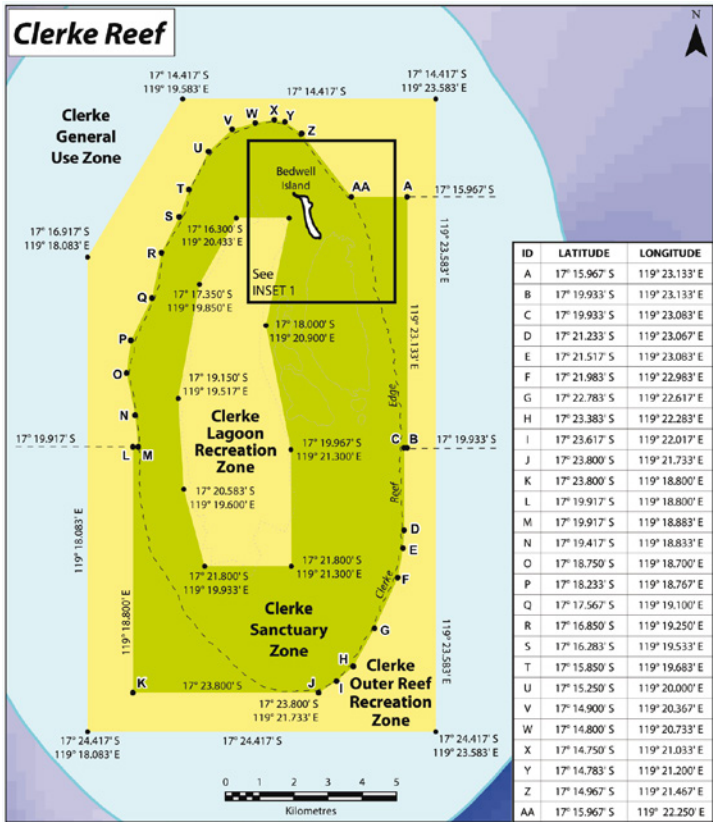 Clerke Reef
N
17° 14.417' S
119° 19.583' E
17° 14.417' S
17° 14.417' S
119° 23.583' E
Clerke
General
Use Zone
V
W
X
Y
Z
U
T
S
R
Q
P
O
N
L
M
Bedwell
Island
AA
A
17° 15.967' S
17° 16.917' S
119° 18.083' E
17° 16.300' S
119° 20.433' E
119° 23.583' E
See
INSET 1
17° 17.350' S
119° 19.850' E
17° 18.000' S
119° 20.900' E
119° 23.133' E
17° 19.150' S
119° 19.517' E
Clerke
Lagoon
Recreation
Zone
17° 19.917' S
17° 19.967' S
119° 21.300' E
C
B
17° 19.933' S
Edge
Reef
Clerke
17° 20.583' S
119° 19.600' E
119° 18.083' E
D
E
F
G
H
I
J
K
17° 21.800' S
119° 19.933' E
17° 21.800' S
119° 21.300' E
119° 18.800' E
Clerke
Sanctuary
Zone
119° 23.583' E
Clerke
Outer Reef
Recreation
Zone
17° 23.800' S
17° 23.800' S
119° 21.733' E
17° 24.417' S
119° 18.083' E
17° 24.417' S
17° 24.417' S
119° 23.583' E
0 1 2 3 4 5
Kilometres
ID LATITUDE LONGITUDE
A 17° 15.967' S 119° 23.133' E
B 17° 19.933' S 119° 23.133' E
C 17° 19.933' S 119° 23.083' E
D 17° 21.233' S 119° 23.067' E
E 17° 21.517' S 119° 23.083' E
F 17° 21.983' S 119° 22.983' E
G 17° 22.783' S 119° 22.617' E
H 17° 23.383' S 119° 22.283' E
I 17° 23.617' S 119° 22.017' E
J 17° 23.800' S 119° 21.733' E
K 17° 23.800' S 119° 18.800' E
L 17° 19.917' S 119° 18.800' E
M 17° 19.917' S 119° 18.883' E
N 17° 19.417' S 119° 18.833' E
O 17° 18.750' S 119° 18.700' E
P 17° 18.233' S 119° 18.767' E
Q 17° 17.567' S 119° 19.100' E
R 17° 16.850' S 119° 19.250' E
S 17° 16.283' S 119° 19.533' E
T 17° 15.850' S 119° 19.683' E
U 17° 15.250' S 119° 20.000' E
V 17° 14.900' S 119° 20.367' E
W 17° 14.800' S 119° 20.733' E
X 17° 14.750' S 119° 21.033' E
Y 17° 14.783' S 119° 21.200' E
Z 17° 14.967' S 119° 21.467' E
AA 17° 15.967' S 119° 22.250' E